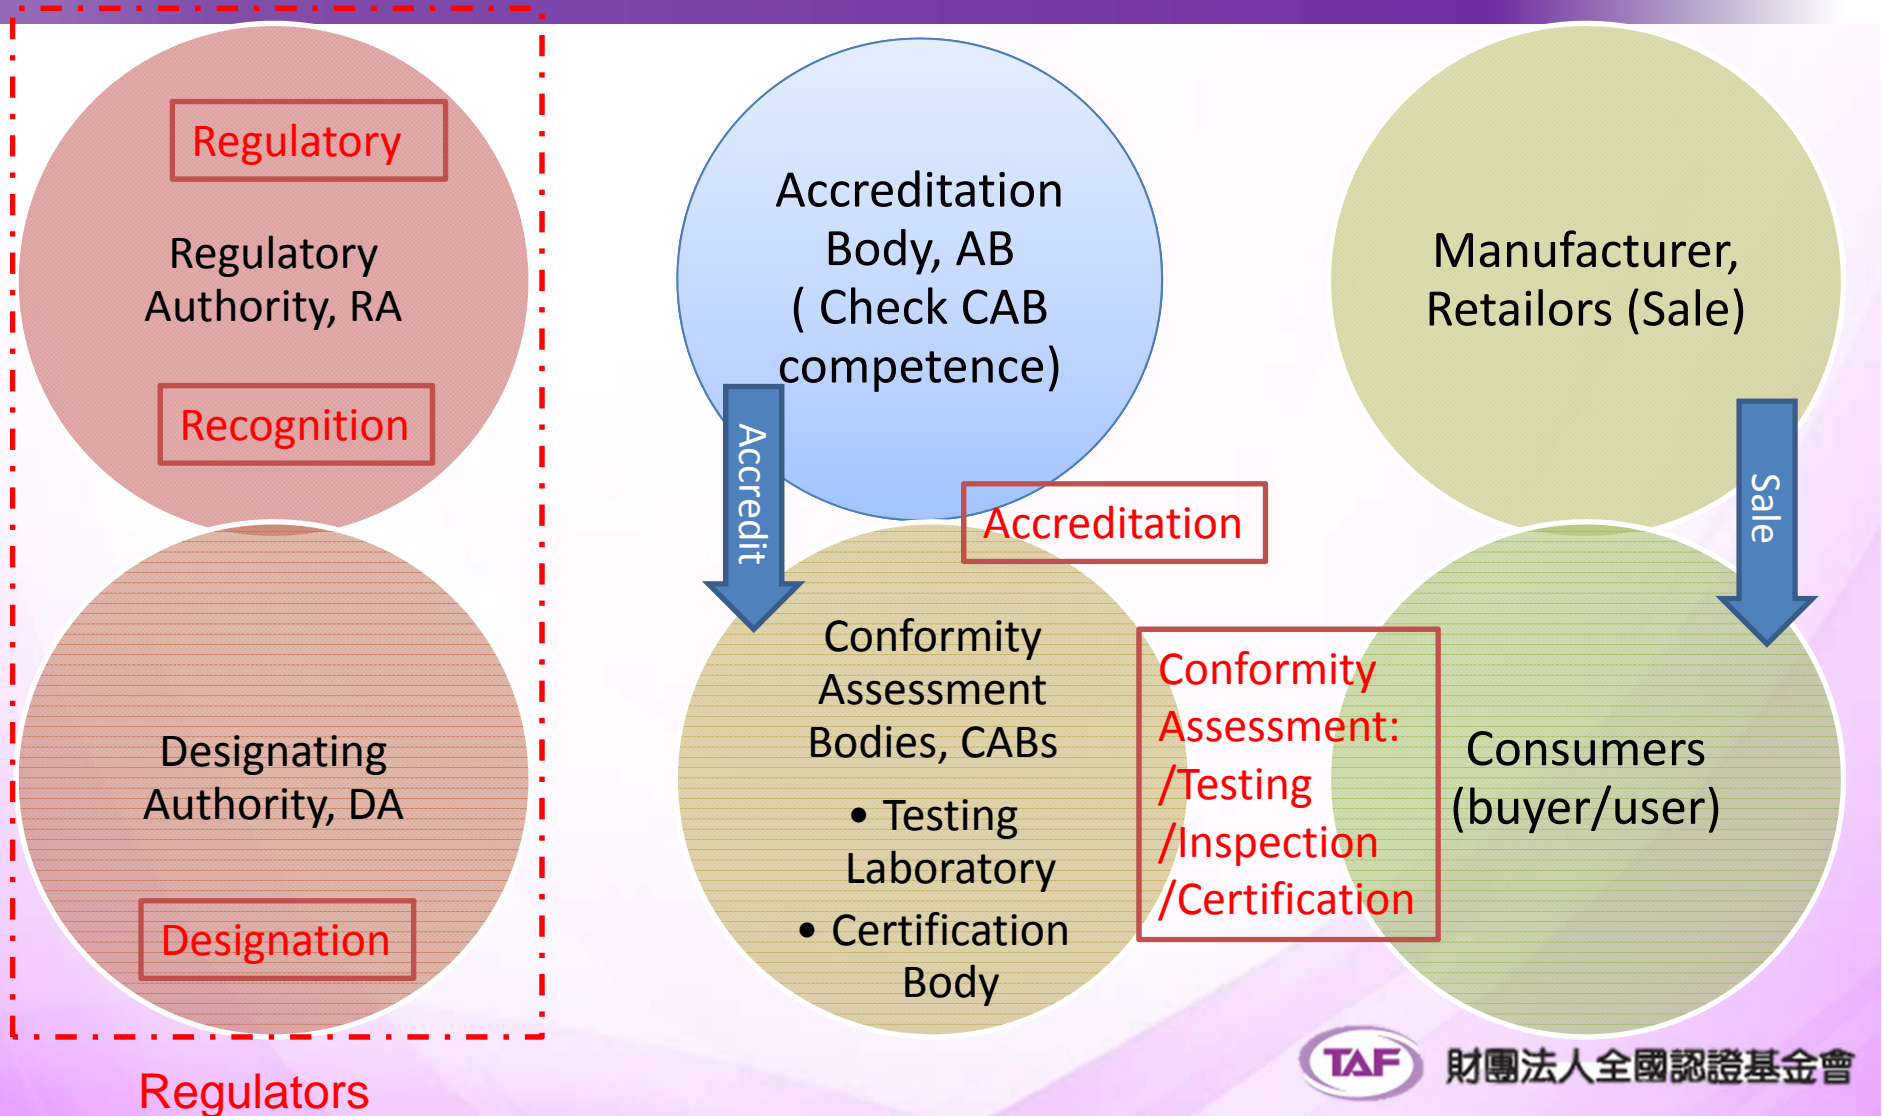 Regulatory
Regulatory
Authority, RA
Recognition
Designating
Authority, DA
Designation
Regulators
Accreditation
Body, AB
( Check CAB
competence)
Accredit
Accreditation
Conformity
Assessment
Bodies, CABs
• Testing
Laboratory
• Certification
Body
Conformity
Assessment:
/Testing
/Inspection
/Certification
Manufacturer,
Retailors (Sale)
Sale
Consumers
(buyer/user)
TAF
財團法人全國認證基金會